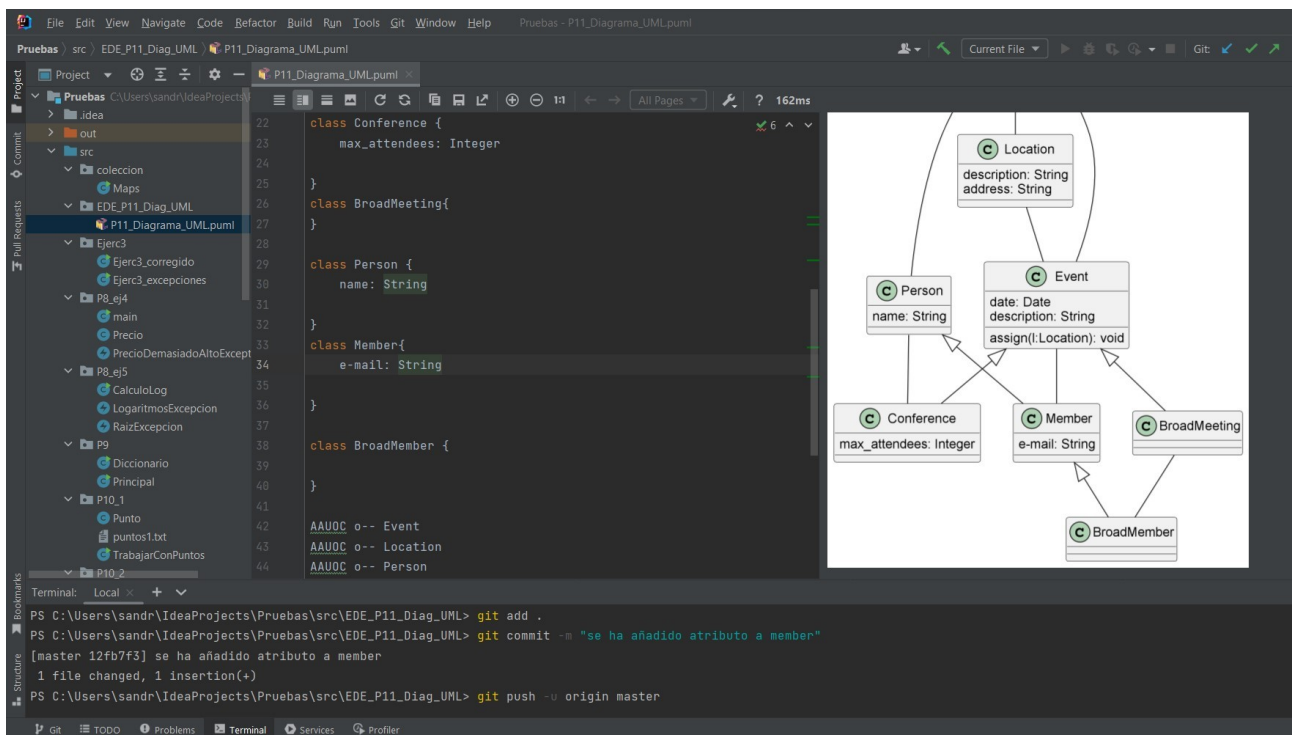 File Edit View Navigate Code Refactor Build Run Tools Git Window Help Pruebas - P11_Diagrama_UML.puml
Pruebas src EDE_P11_Diag_UML P11_Diagrama_UML.puml Current File Git:
Project P11_Diagrama_UML.puml
Project
Commit
Pull Requests
Bookmarks
Structure
Pruebas C:\Users\sandr\IdeaProjects\
.idea
out
src
coleccion
Maps
EDE_P11_Diag_UML
P11_Diagrama_UML.puml
Ejerc3
Ejerc3_corregido
Ejerc3_excepciones
P8_ej4
main
Precio
PrecioDemasiadoAltoExcept
P8_ej5
CalculoLog
LogaritmosExcepcion
RaizExcepcion
P9
Diccionario
Principal
P10_1
Punto
puntos1.txt
TrabajarConPuntos
P10_2
1:1 All Pages ? 162ms
6
22 class Conference {
23 max_attendees: Integer
24
25 }
26 class BroadMeeting{
27 }
28
29 class Person {
30 name: String
31
32 }
33 class Member{
34 e-mail: String
35
36 }
37
38 class BroadMember {
39
40 }
41
42 AAUOC o-- Event
43 AAUOC o-- Location
44 AAUOC o-- Person
C Location
description: String
address: String
C Person
name: String
C Event
date: Date
description: String
assign(l:Location): void
C Conference
max_attendees: Integer
C Member
e-mail: String
C BroadMeeting
C BroadMember
Terminal: Local
PS C:\Users\sandr\IdeaProjects\Pruebas\src\EDE_P11_Diag_UML> git add .
PS C:\Users\sandr\IdeaProjects\Pruebas\src\EDE_P11_Diag_UML> git commit -m "se ha añadido atributo a member"
[master 12fb7f3] se ha añadido atributo a member
1 file changed, 1 insertion(+)
PS C:\Users\sandr\IdeaProjects\Pruebas\src\EDE_P11_Diag_UML> git push -u origin master
Git TODO Problems Terminal Services Profiler